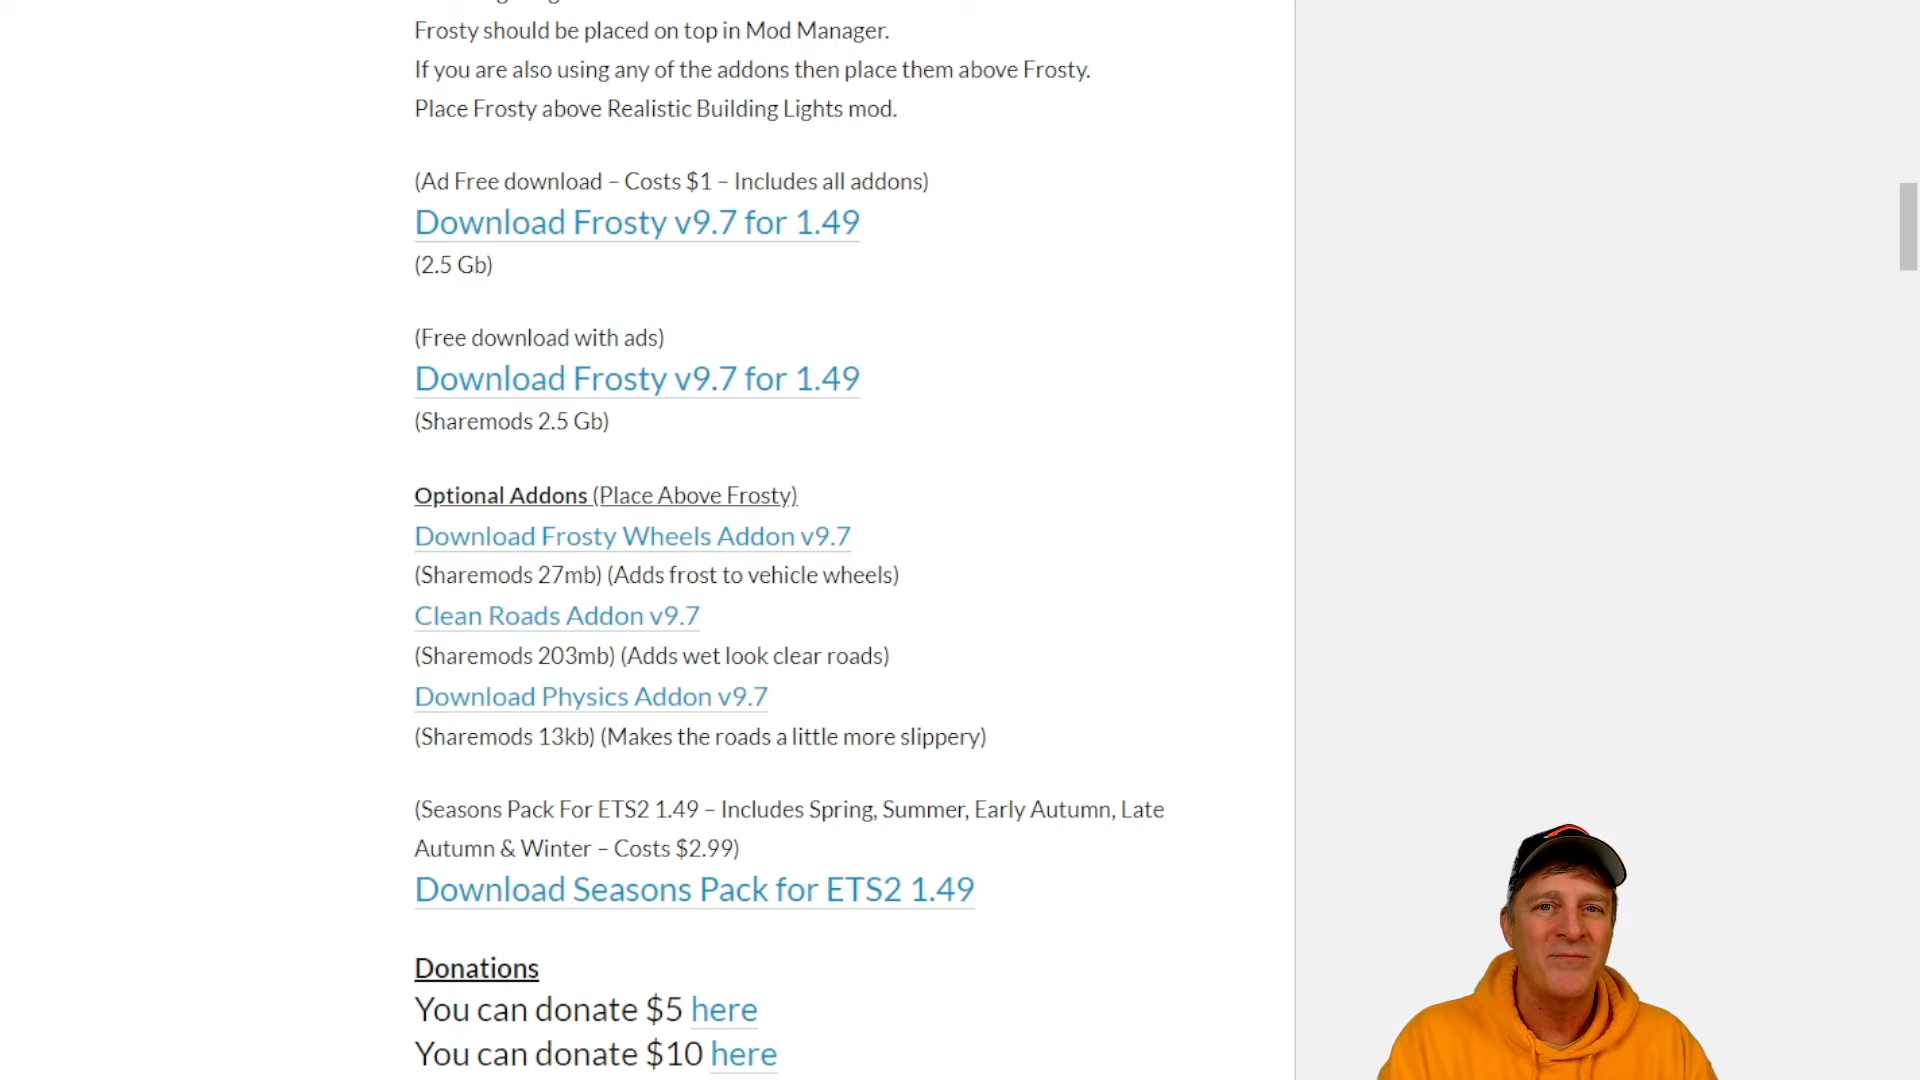 Frosty should be placed on top in Mod Manager.
If you are also using any of the addons then place them above Frosty.
Place Frosty above Realistic Building Lights mod.
(Ad Free download – Costs $1 – Includes all addons)
Download Frosty v9.7 for 1.49
(2.5 Gb)
(Free download with ads)
Download Frosty v9.7 for 1.49
(Sharemods 2.5 Gb)
Optional Addons (Place Above Frosty)
Download Frosty Wheels Addon v9.7
(Sharemods 27mb) (Adds frost to vehicle wheels)
Clean Roads Addon v9.7
(Sharemods 203mb) (Adds wet look clear roads)
Download Physics Addon v9.7
(Sharemods 13kb) (Makes the roads a little more slippery)
(Seasons Pack For ETS2 1.49 – Includes Spring, Summer, Early Autumn, Late
Autumn & Winter – Costs $2.99)
Download Seasons Pack for ETS2 1.49
Donations
You can donate $5 here
You can donate $10 here